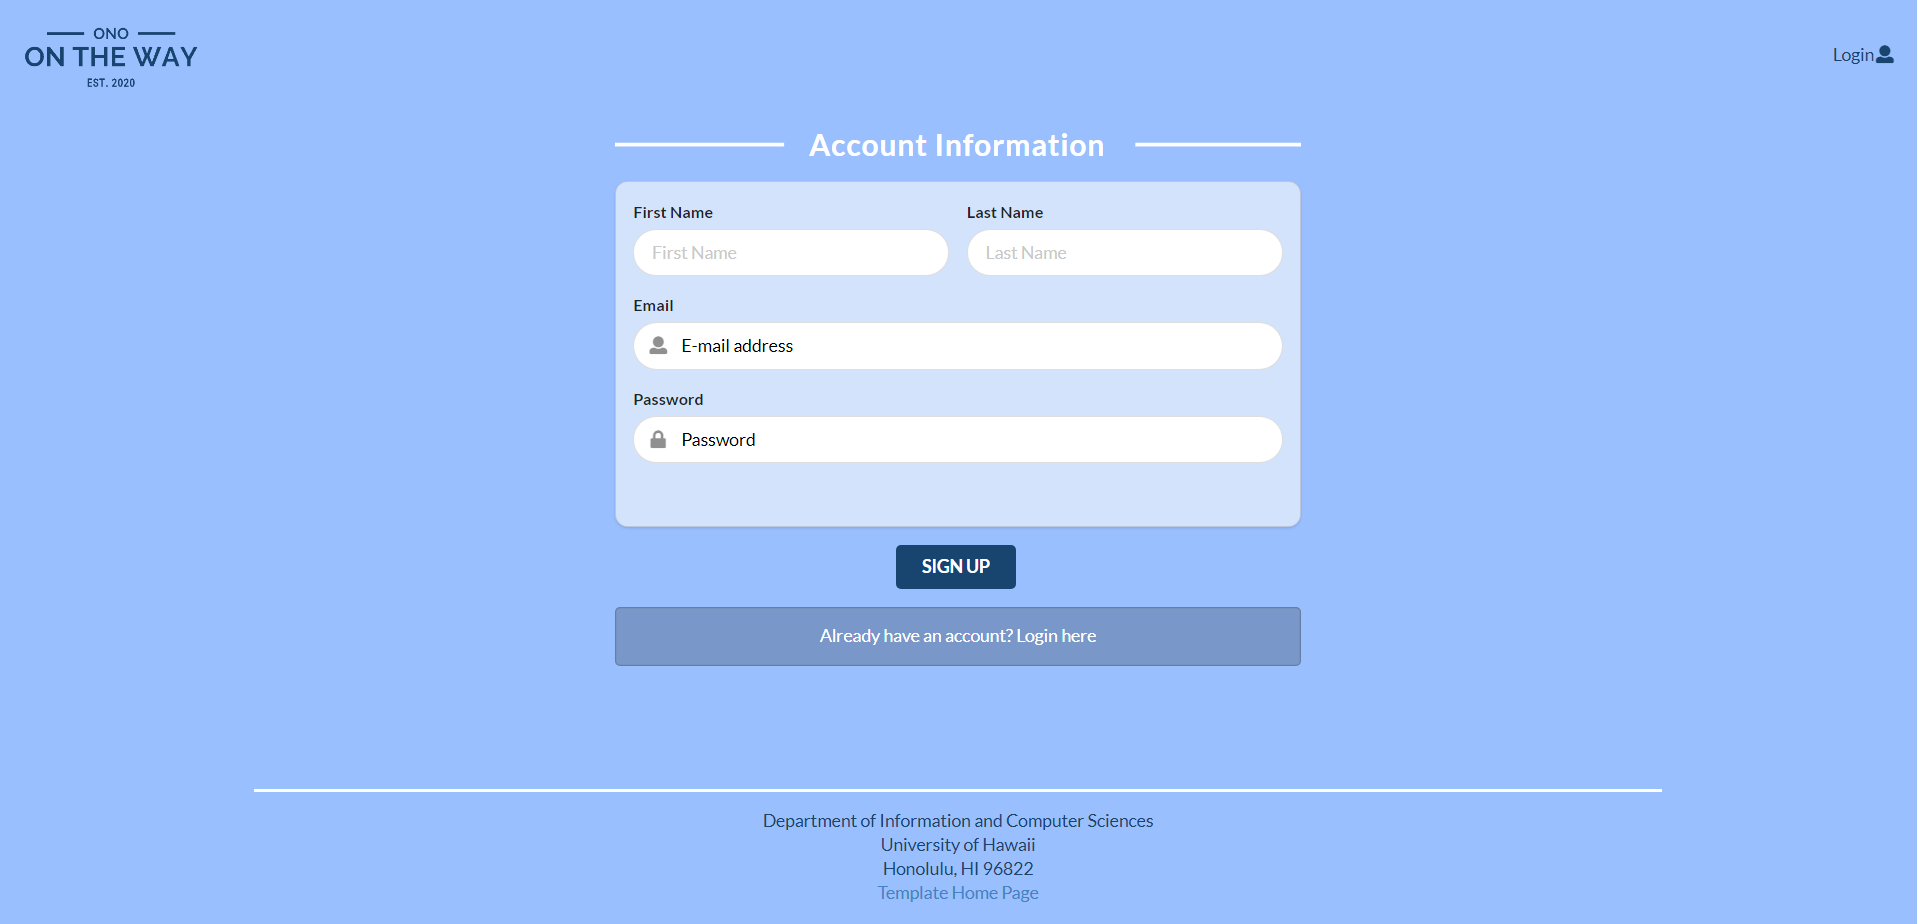 ONO
ON THE WAY
EST. 2020
Login
Account Information
First Name
Last Name
First Name
Last Name
Email
E-mail address
Password
Password
SIGN UP
Already have an account? Login here
Department of Information and Computer Sciences
University of Hawaii
Honolulu, HI 96822
Template Home Page